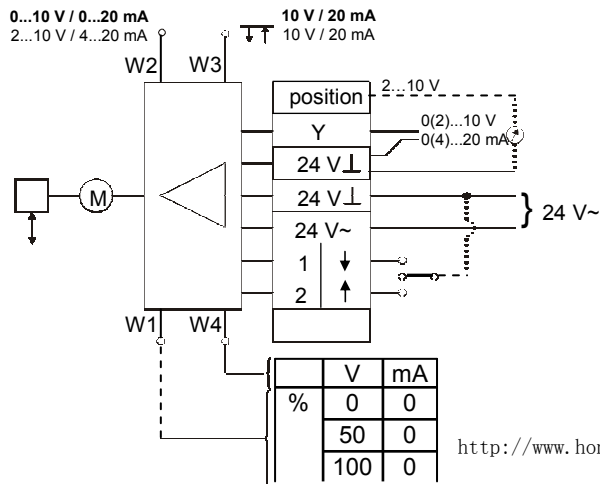 0...10 V / 0...20 mA
2...10 V / 4...20 mA
10 V / 20 mA
10 V / 20 mA
W2
W3
position
2...10 V
Y
0(2)...10 V
0(4)...20 mA
24 V⊥
24 V⊥
24 V~
} 24 V~
M
1 ↓
2 ↑
W1
W4
V mA
% 0 0
50 0
100 0
http://www.hon